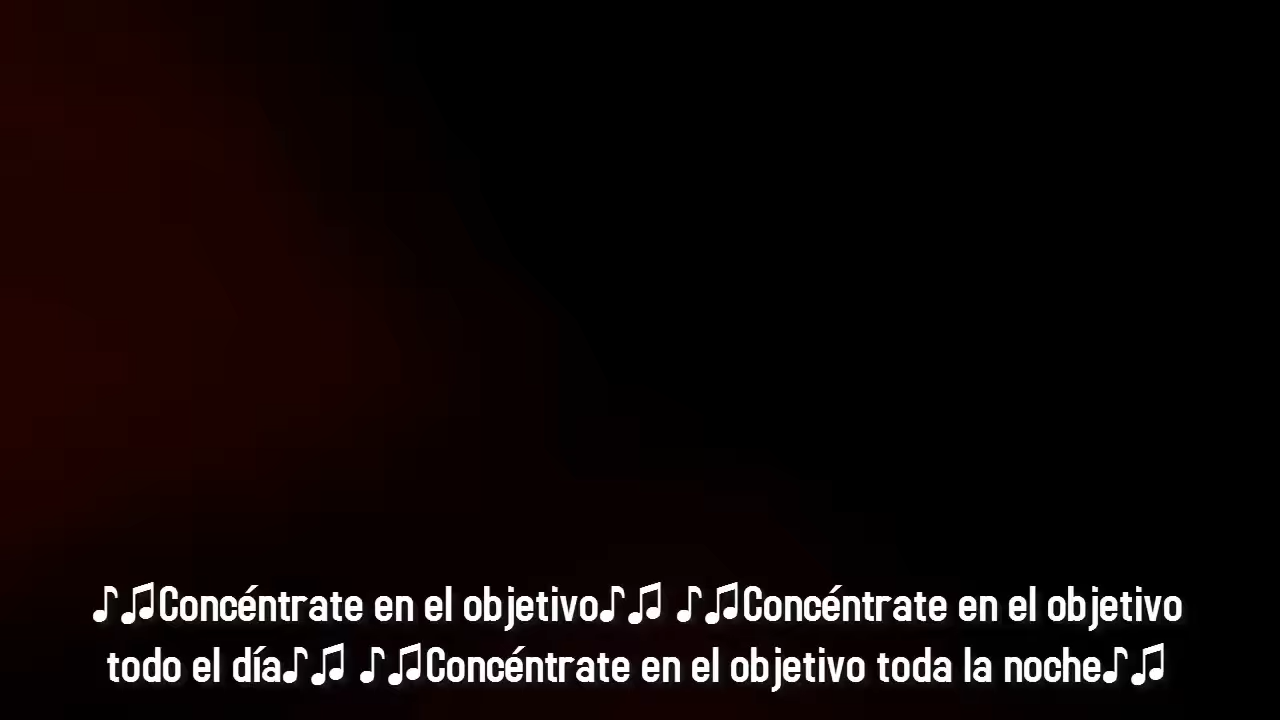 ♪♫Concéntrate en el objetivo♪♫ ♪♫Concéntrate en el objetivo
todo el día♪♫ ♪♫Concéntrate en el objetivo toda la noche♪♫